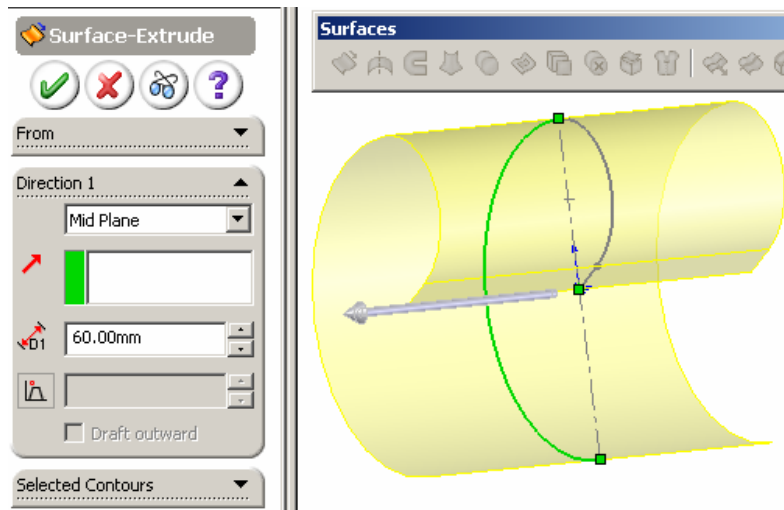 Surface-Extrude
?
From
Direction 1
Mid Plane
D1
60.00mm
Draft outward
Selected Contours
Surfaces